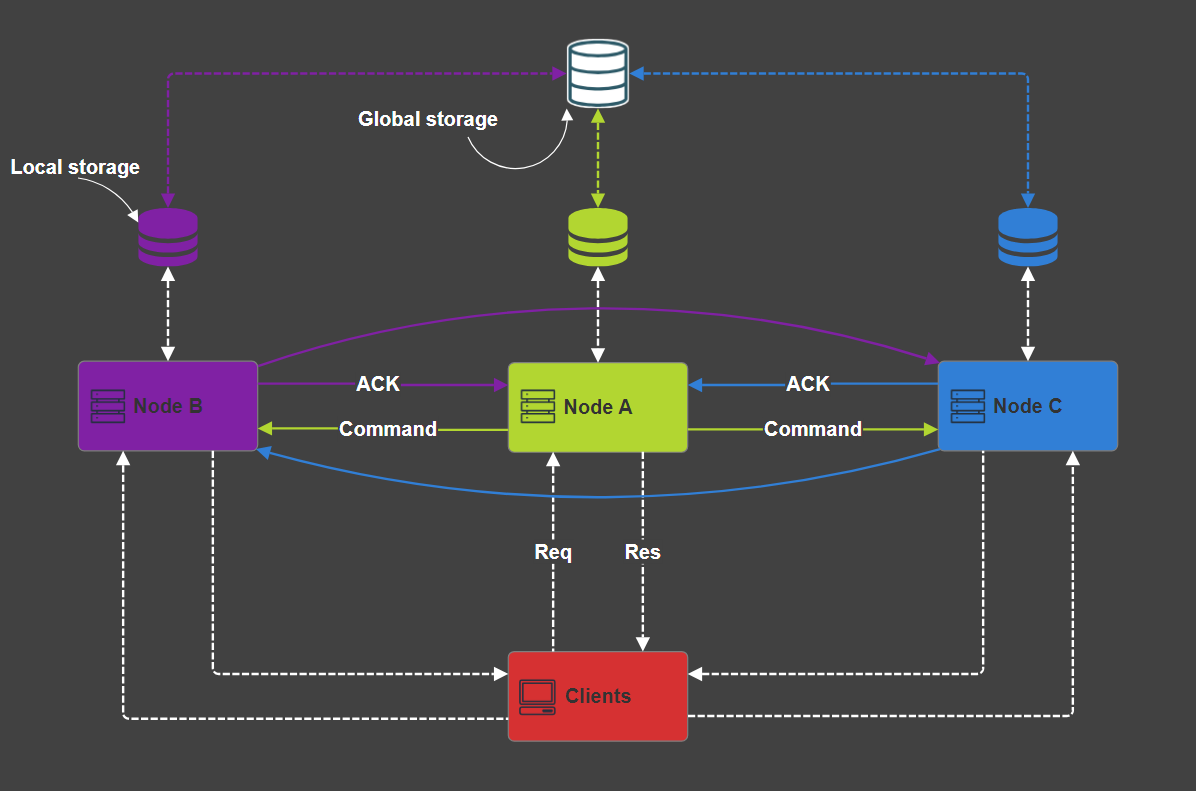 Global storage
Local storage
ACK
ACK
Node B
Node A
Node C
Command
Command
Req
Res
Clients